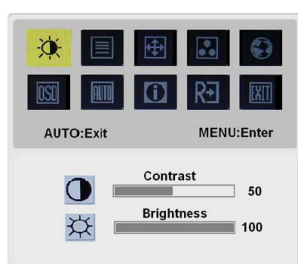 OSD AUTO i R EXIT
AUTO:Exit MENU:Enter
Contrast
50
Brightness
100